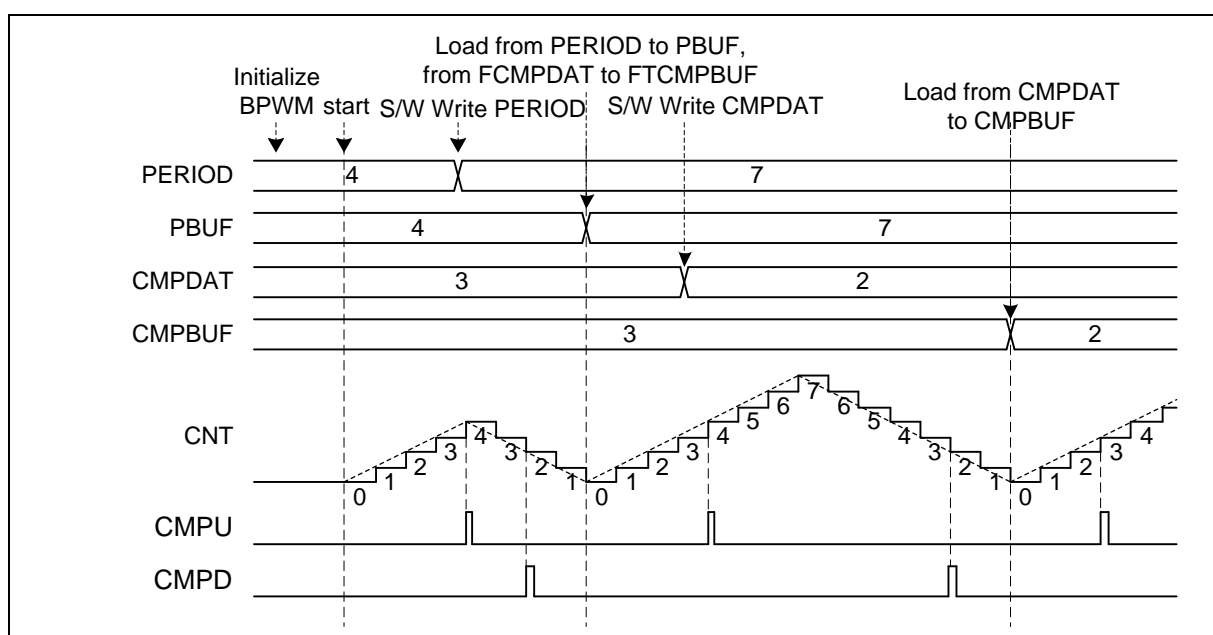 Load from PERIOD to PBUF,
from FCMPDAT to FTCMPBUF
Initialize
BPWM start S/W Write PERIOD S/W Write CMPDAT
Load from CMPDAT
to CMPBUF
PERIOD 4 7
PBUF 4 7
CMPDAT 3 2
CMPBUF 3 2
CNT 0 1 2 3 4 3 2 1 0 1 2 3 4 5 6 7 6 5 4 3 2 1 0 1 2 3 4
CMPU
CMPD